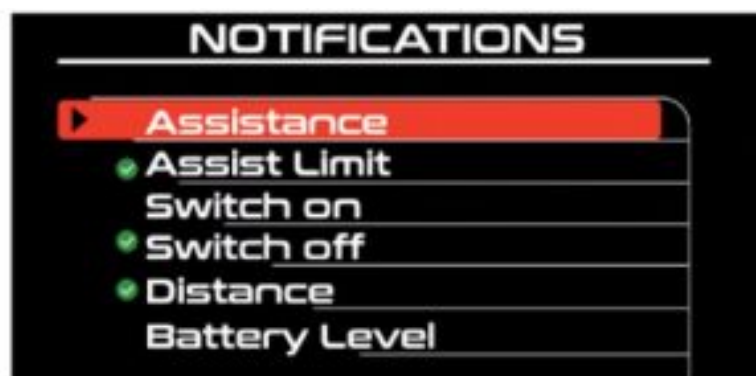 NOTIFICATIONS
Assistance
Assist Limit
Switch on
Switch off
Distance
Battery Level